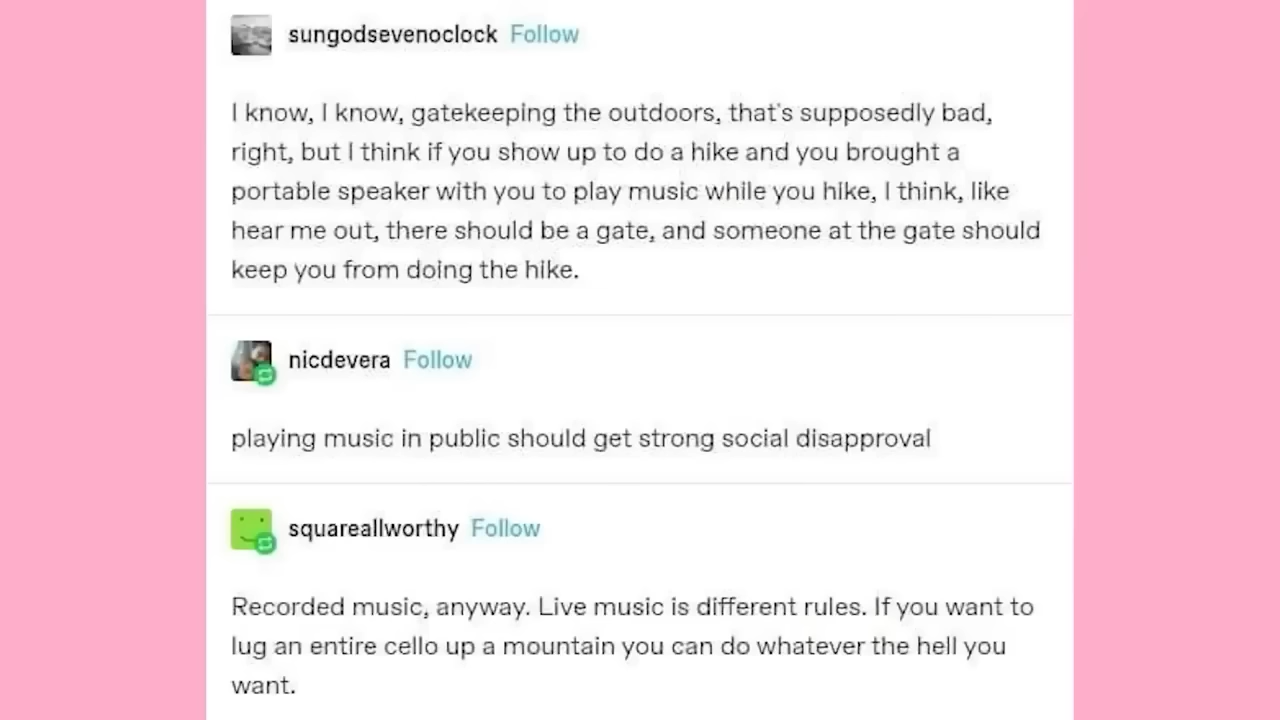 sungodsevenoclock Follow
I know, I know, gatekeeping the outdoors, that's supposedly bad,
right, but I think if you show up to do a hike and you brought a
portable speaker with you to play music while you hike, I think, like
hear me out, there should be a gate, and someone at the gate should
keep you from doing the hike.
nicdevera Follow
playing music in public should get strong social disapproval
squareallworthy Follow
Recorded music, anyway. Live music is different rules. If you want to
lug an entire cello up a mountain you can do whatever the hell you
want.